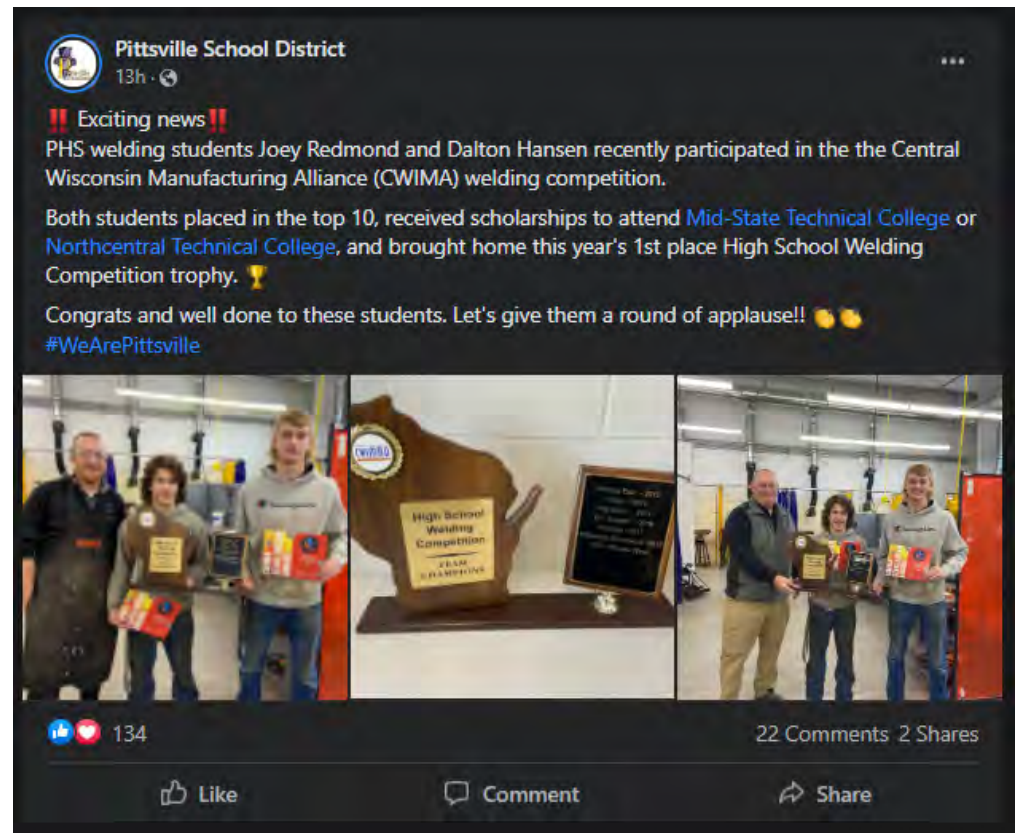 Pittsville School District
13h ·
‼ Exciting news‼
PHS welding students Joey Redmond and Dalton Hansen recently participated in the the Central
Wisconsin Manufacturing Alliance (CWIMA) welding competition.
Both students placed in the top 10, received scholarships to attend Mid-State Technical College or
Northcentral Technical College, and brought home this year's 1st place High School Welding
Competition trophy. 🏆
Congrats and well done to these students. Let's give them a round of applause!! 👏👏
#WeArePittsville
High School
Welding
Competition
TEAM
CHAMPIONS
134
22 Comments 2 Shares
Like
Comment
Share